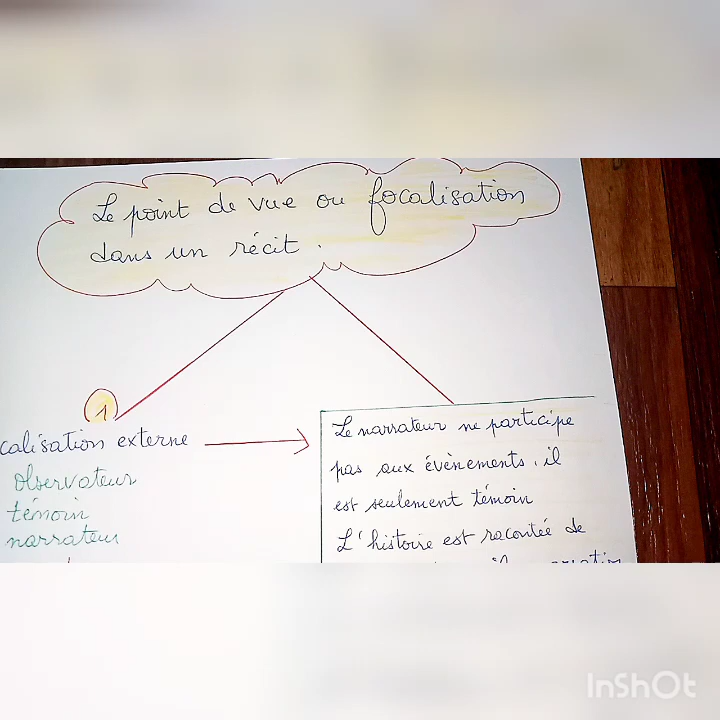 Le point de vue ou focalisation
dans un récit.
1
calisation externe
observateur
témoin
narrateur
Le narrateur ne participe
pas aux évènements, il
est seulement témoin
L'histoire est racontée de
InShOt